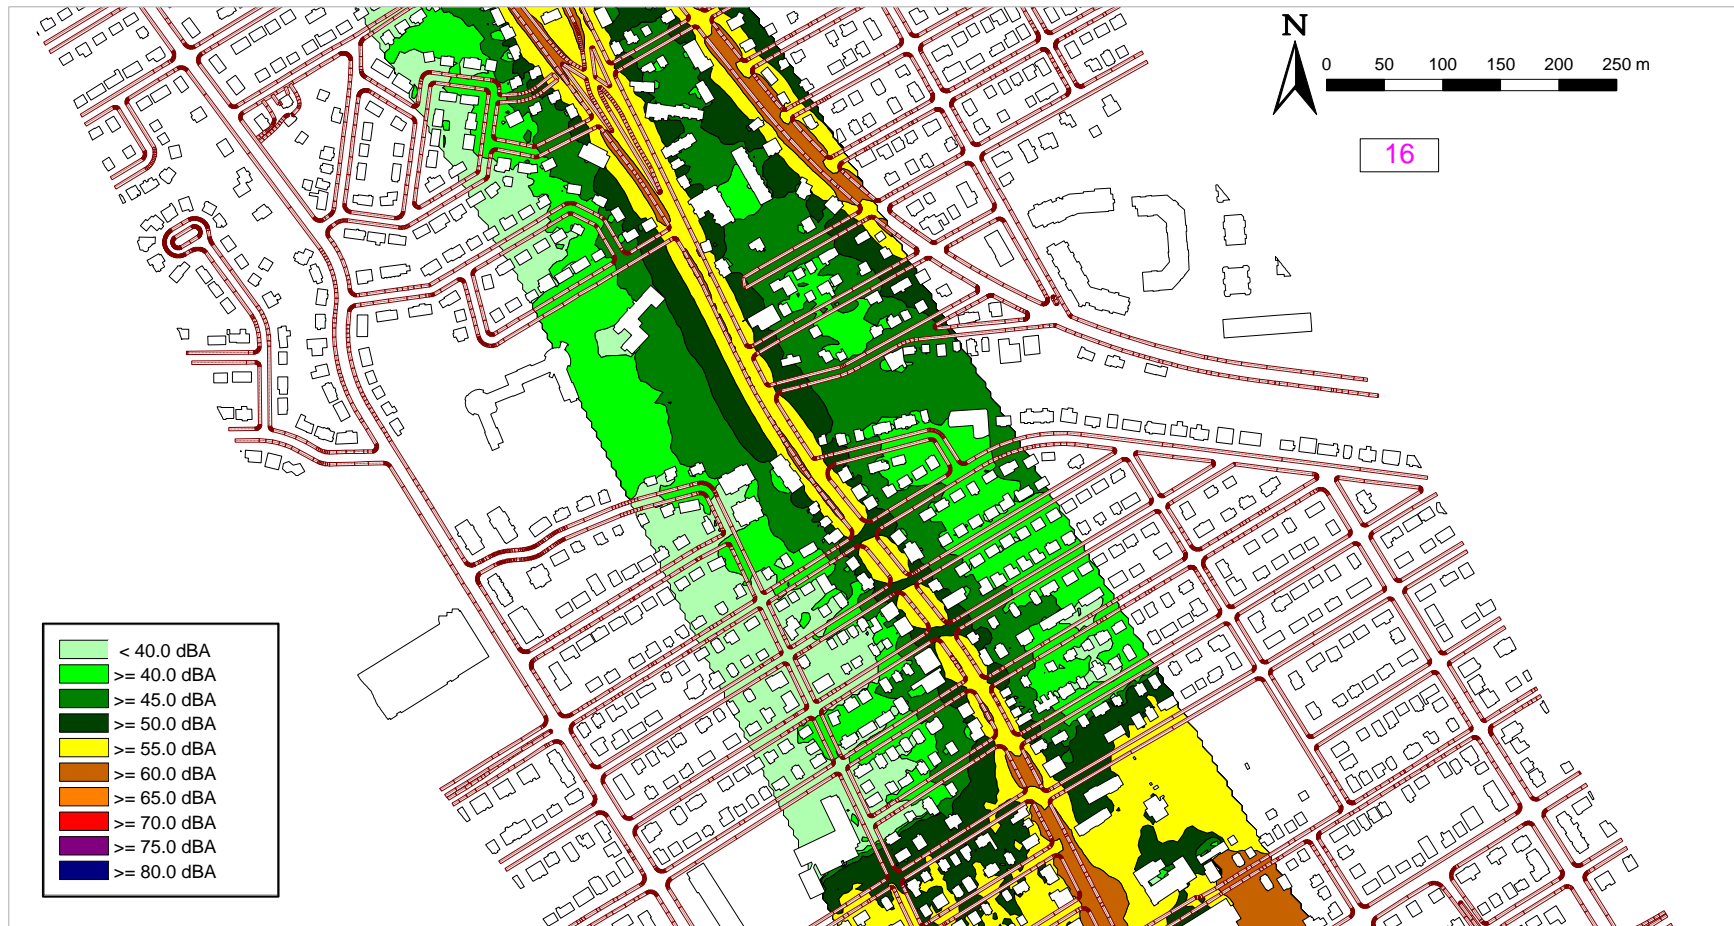 N
0 50 100 150 200 250 m
16
< 40.0 dBA
>= 40.0 dBA
>= 45.0 dBA
>= 50.0 dBA
>= 55.0 dBA
>= 60.0 dBA
>= 65.0 dBA
>= 70.0 dBA
>= 75.0 dBA
>= 80.0 dBA